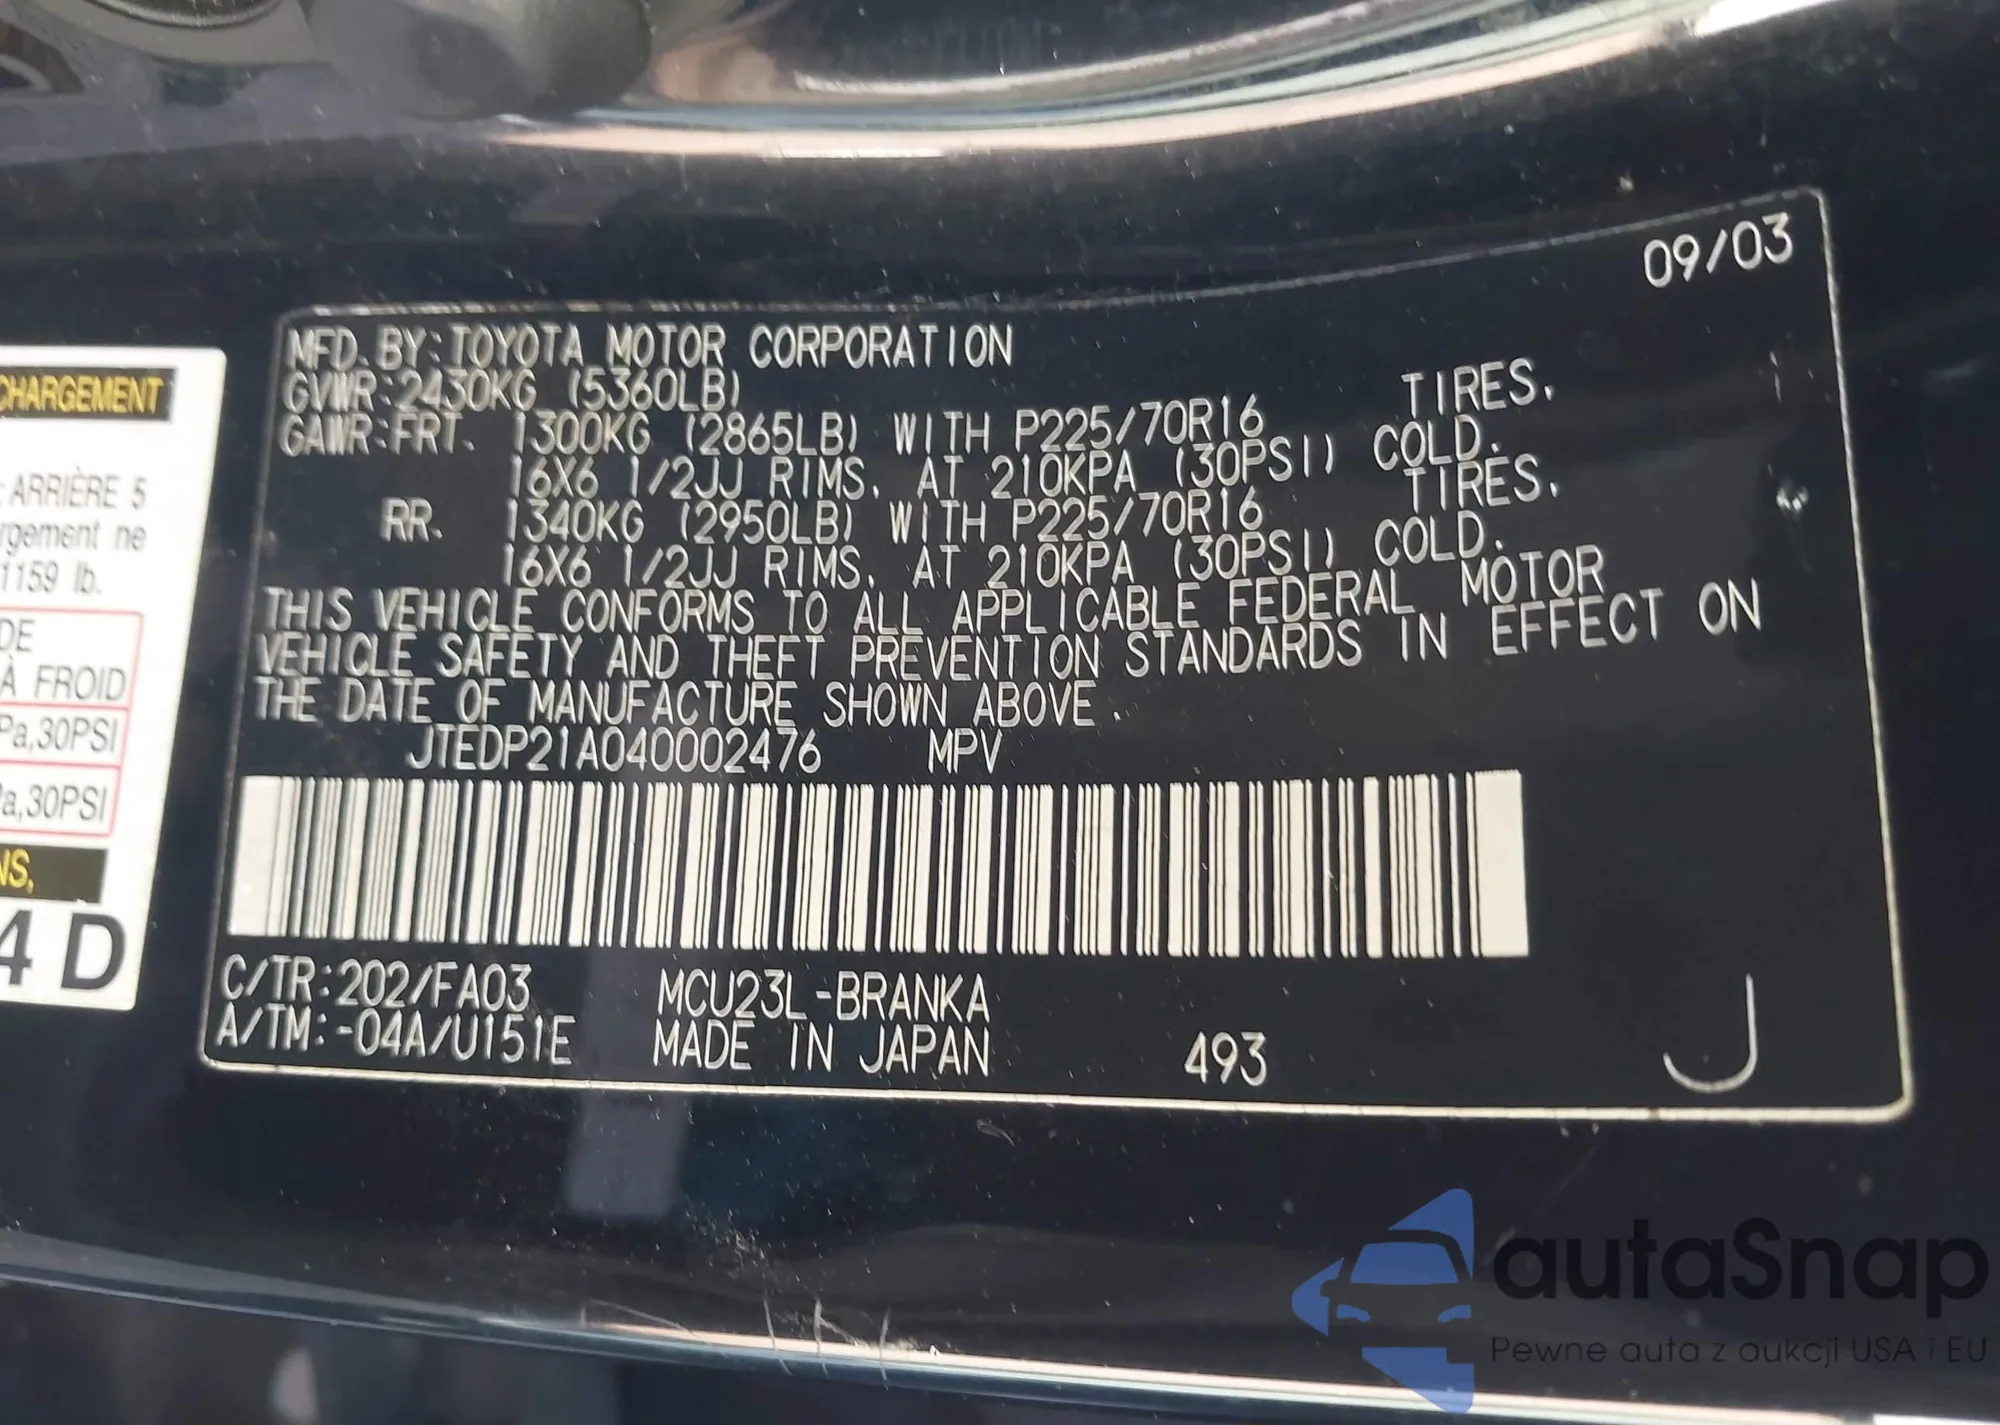 CHARGEMENT
ARRIÈRE 5
rgement ne
1159 lb.
DE
À FROID
Pa,30PSI
Pa,30PSI
NS,
4 D
09/03
MFD. BY:TOYOTA MOTOR CORPORATION
GVWR:2430KG (5360LB)
GAWR:FRT. 1300KG (2865LB) WITH P225/70R16 TIRES,
16X6 1/2JJ RIMS, AT 210KPA (30PSI) COLD.
RR. 1340KG (2950LB) WITH P225/70R16 TIRES,
16X6 1/2JJ RIMS, AT 210KPA (30PSI) COLD.
THIS VEHICLE CONFORMS TO ALL APPLICABLE FEDERAL MOTOR
VEHICLE SAFETY AND THEFT PREVENTION STANDARDS IN EFFECT ON
THE DATE OF MANUFACTURE SHOWN ABOVE.
JTEDP21A040002476 MPV
C/TR:202/FA03 MCU23L-BRANKA
A/TM:-04A/U151E MADE IN JAPAN 493 J
autaSnap
Pewne auta z aukcji USA i EU